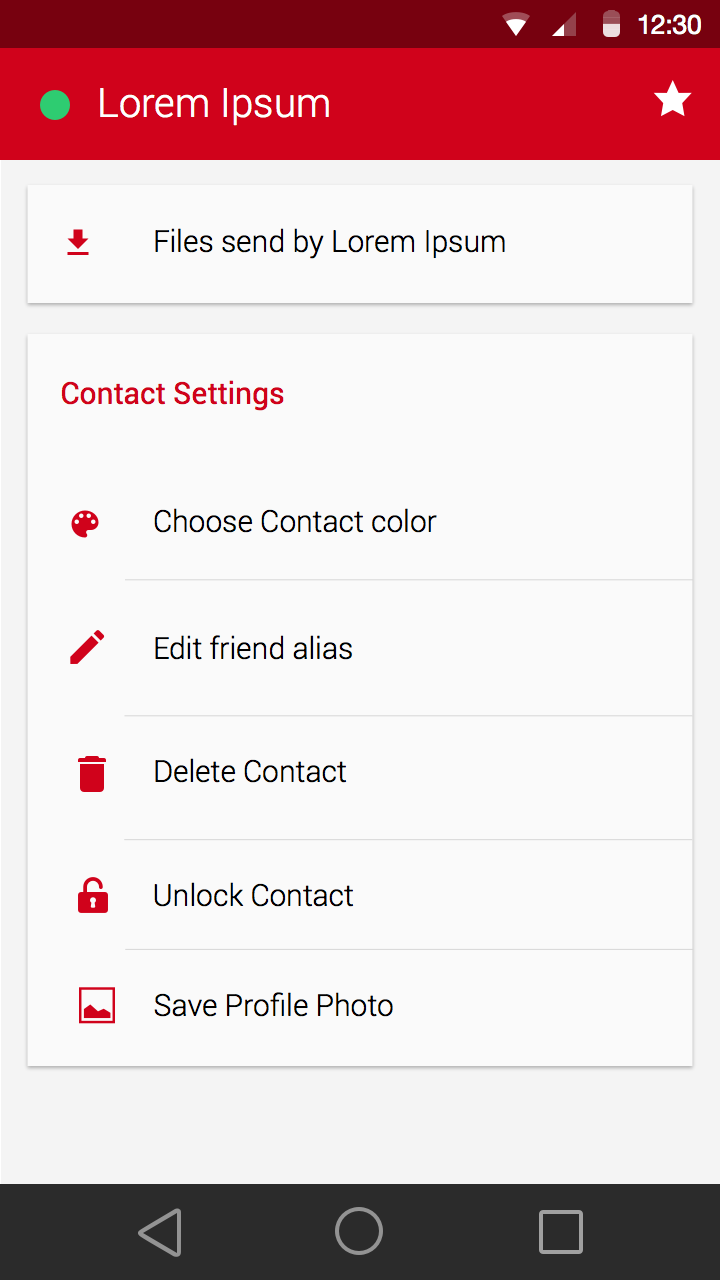 12:30
Lorem Ipsum
Files send by Lorem Ipsum
Contact Settings
Choose Contact color
Edit friend alias
Delete Contact
Unlock Contact
Save Profile Photo